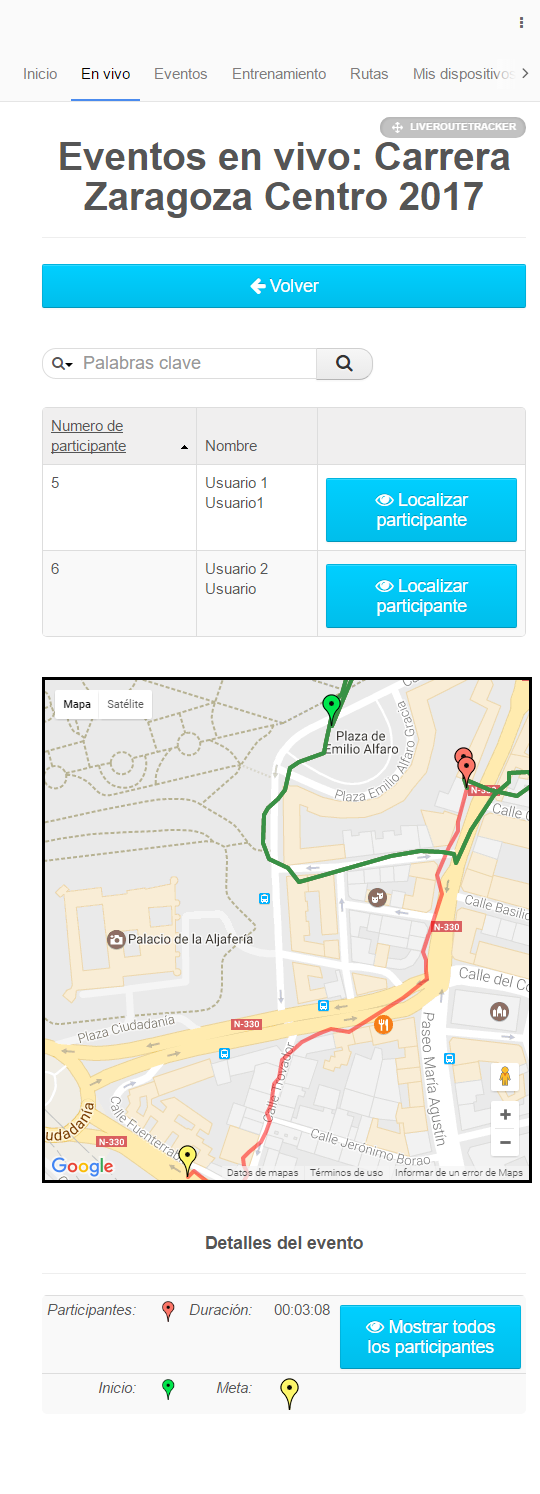 Inicio
En vivo
Eventos
Entrenamiento
Rutas
Mis dispositivos
LIVEROUTETRACKER
Eventos en vivo: Carrera
Zaragoza Centro 2017
Volver
Palabras clave
Numero de
participante
Nombre
5
Usuario 1
Usuario1
Localizar
participante
6
Usuario 2
Usuario
Localizar
participante
Mapa
Satélite
Plaza de
Emilio Alfaro
Plaza Emilio Alfaro Gracia
N-330
Calle
Calle Basilio
N-330
Palacio de la Aljafería
Calle del Co
Plaza Ciudadanía
N-330
Calle Trovador
Paseo María Agustín
udadanía
Calle Fuenterrab
N-330
Calle Jerónimo Borao
Google
Datos de mapas
Términos de uso
Informar de un error de Maps
Detalles del evento
Participantes:
Duración:
00:03:08
Mostrar todos
los participantes
Inicio:
Meta: